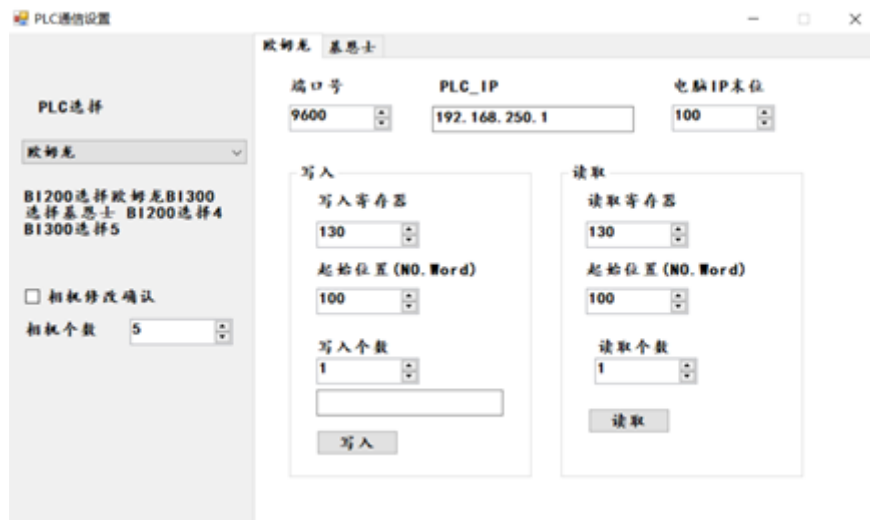 PLC通信设置
欧姆龙 基恩士
PLC选择
欧姆龙
BI200选择欧姆龙BI300
选择基恩士 BI200选择4
BI300选择5
相机修改确认
相机个数 5
端口号 PLC_IP 电脑IP末位
9600 192.168.250.1 100
写入
写入寄存器
130
起始位置(NO.Word)
100
写入个数
1
写入
读取
读取寄存器
130
起始位置(NO.Word)
100
读取个数
1
读取